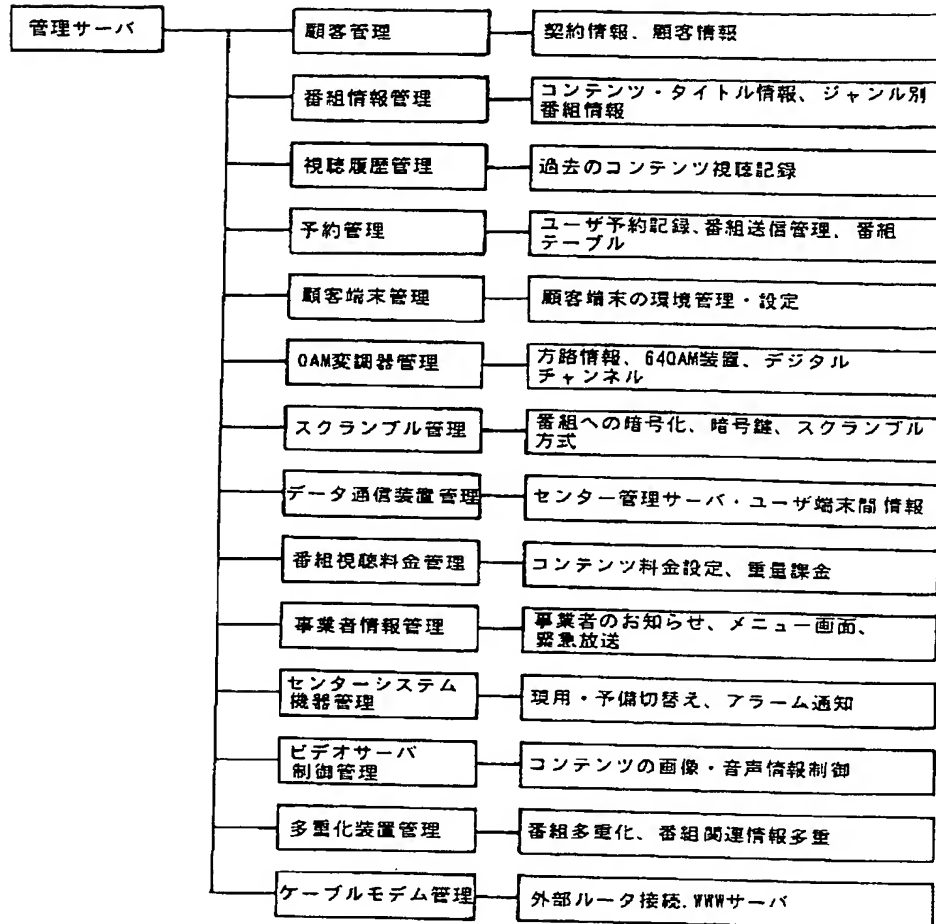 管理サーバ
顧客管理
契約情報、顧客情報
番組情報管理
コンテンツ・タイトル情報、ジャンル別
番組情報
視聴履歴管理
過去のコンテンツ視聴記録
予約管理
ユーザ予約記録、番組送信管理、番組
テーブル
顧客端末管理
顧客端末の環境管理・設定
QAM変調器管理
方路情報、64QAM装置、デジタル
チャンネル
スクランブル管理
番組への暗号化、暗号鍵、スクランブル
方式
データ通信装置管理
センター管理サーバ・ユーザ端末間情報
番組視聴料金管理
コンテンツ料金設定、重量課金
事業者情報管理
事業者のお知らせ、メニュー画面、
緊急放送
センターシステム
機器管理
現用・予備切替え、アラーム通知
ビデオサーバ
制御管理
コンテンツの画像・音声情報制御
多重化装置管理
番組多重化、番組関連情報多重
ケーブルモデム管理
外部ルータ接続.WWWサーバ